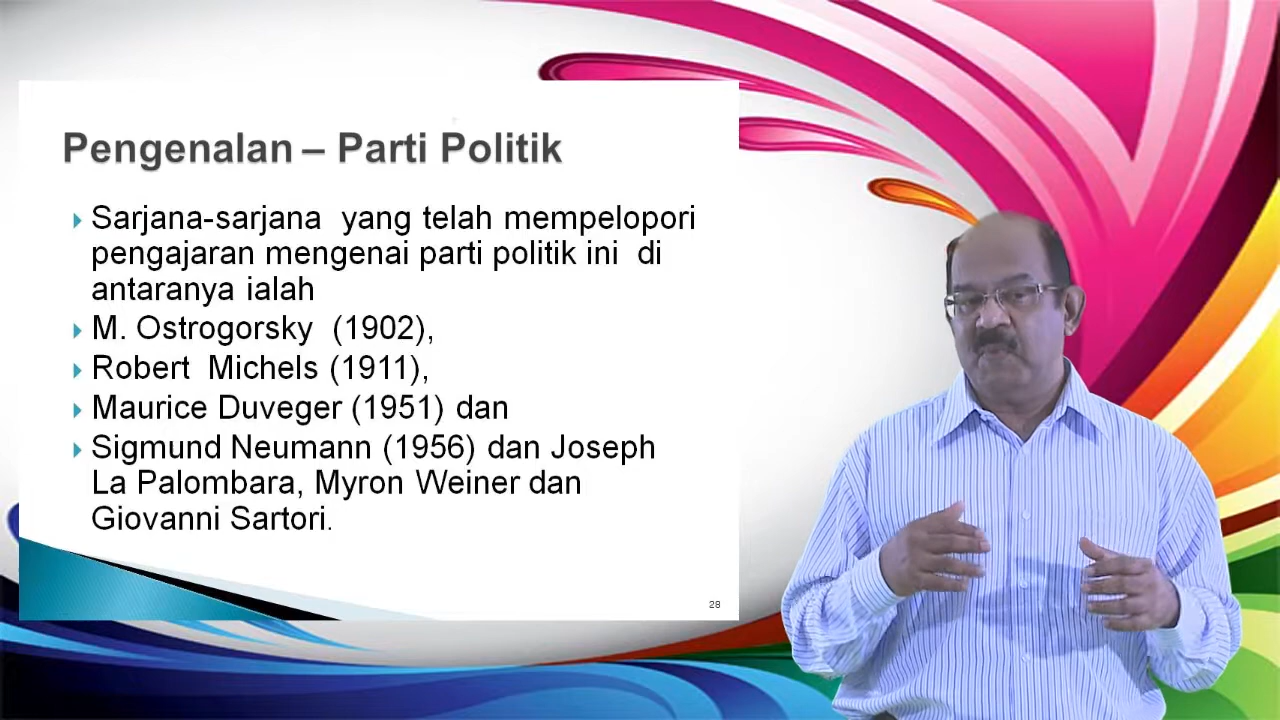 Pengenalan – Parti Politik
Sarjana-sarjana yang telah mempelopori
pengajaran mengenai parti politik ini di
antaranya ialah
M. Ostrogorsky (1902),
Robert Michels (1911),
Maurice Duveger (1951) dan
Sigmund Neumann (1956) dan Joseph
La Palombara, Myron Weiner dan
Giovanni Sartori.
28